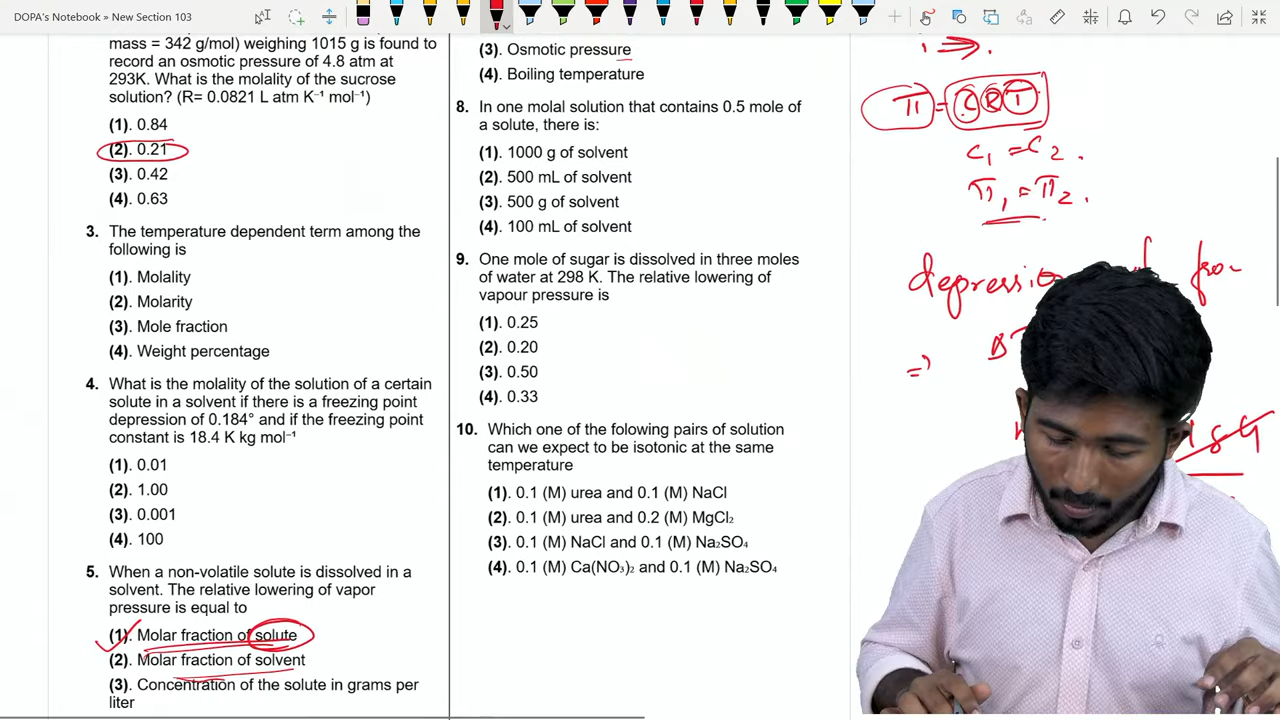 DOPA's Notebook » New Section 103
mass = 342 g/mol) weighing 1015 g is found to
record an osmotic pressure of 4.8 atm at
293K. What is the molality of the sucrose
solution? (R= 0.0821 L atm K⁻¹ mol⁻¹)
(1). 0.84
(2). 0.21
(3). 0.42
(4). 0.63
3. The temperature dependent term among the
following is
(1). Molality
(2). Molarity
(3). Mole fraction
(4). Weight percentage
4. What is the molality of the solution of a certain
solute in a solvent if there is a freezing point
depression of 0.184° and if the freezing point
constant is 18.4 K kg mol⁻¹
(1). 0.01
(2). 1.00
(3). 0.001
(4). 100
5. When a non-volatile solute is dissolved in a
solvent. The relative lowering of vapor
pressure is equal to
(1). Molar fraction of solute
(2). Molar fraction of solvent
(3). Concentration of the solute in grams per
liter
(3). Osmotic pressure
(4). Boiling temperature
8. In one molal solution that contains 0.5 mole of
a solute, there is:
(1). 1000 g of solvent
(2). 500 mL of solvent
(3). 500 g of solvent
(4). 100 mL of solvent
9. One mole of sugar is dissolved in three moles
of water at 298 K. The relative lowering of
vapour pressure is
(1). 0.25
(2). 0.20
(3). 0.50
(4). 0.33
10. Which one of the folowing pairs of solution
can we expect to be isotonic at the same
temperature
(1). 0.1 (M) urea and 0.1 (M) NaCl
(2). 0.1 (M) urea and 0.2 (M) MgCl₂
(3). 0.1 (M) NaCl and 0.1 (M) Na₂SO₄
(4). 0.1 (M) Ca(NO₃)₂ and 0.1 (M) Na₂SO₄
π = C R T
C₁ = C₂.
π₁ = π₂.